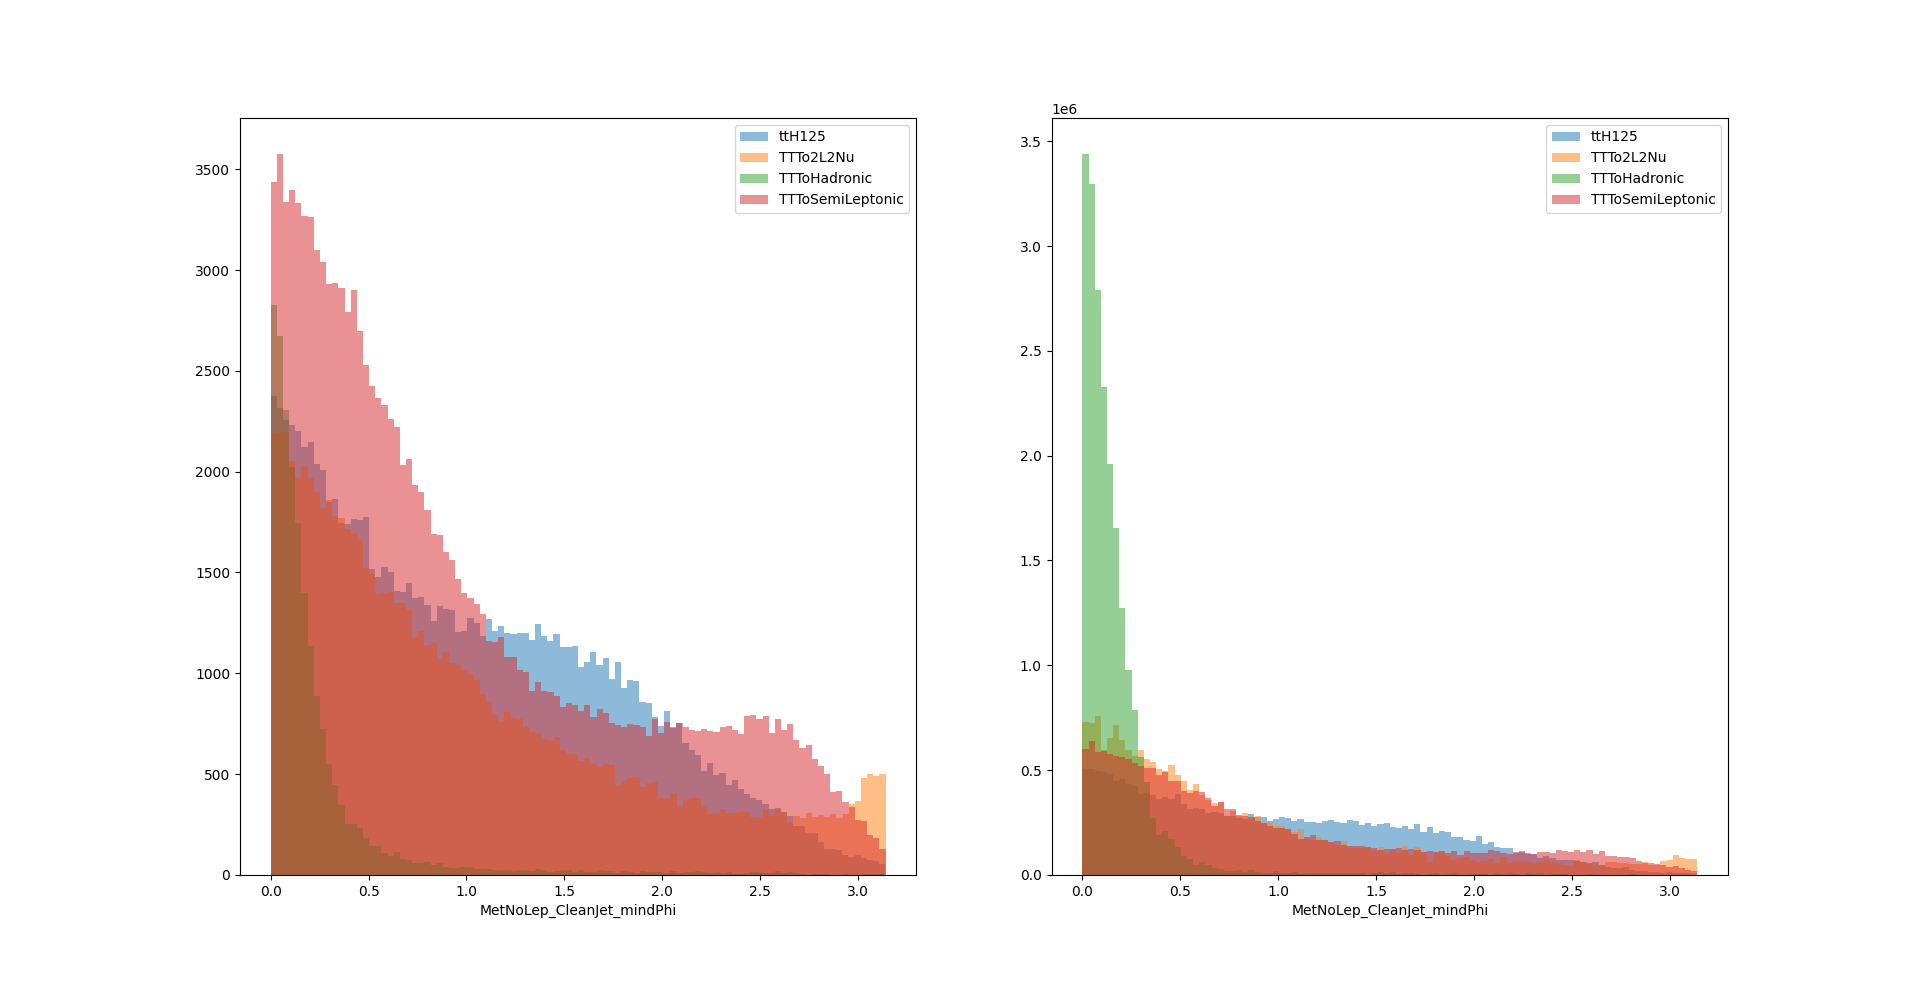 ttH125
TTTo2L2Nu
TTToHadronic
TTToSemiLeptonic
3500
3000
2500
2000
1500
1000
500
0
0.0 0.5 1.0 1.5 2.0 2.5 3.0
MetNoLep_CleanJet_mindPhi
1e6
ttH125
TTTo2L2Nu
TTToHadronic
TTToSemiLeptonic
3.5
3.0
2.5
2.0
1.5
1.0
0.5
0.0
0.0 0.5 1.0 1.5 2.0 2.5 3.0
MetNoLep_CleanJet_mindPhi